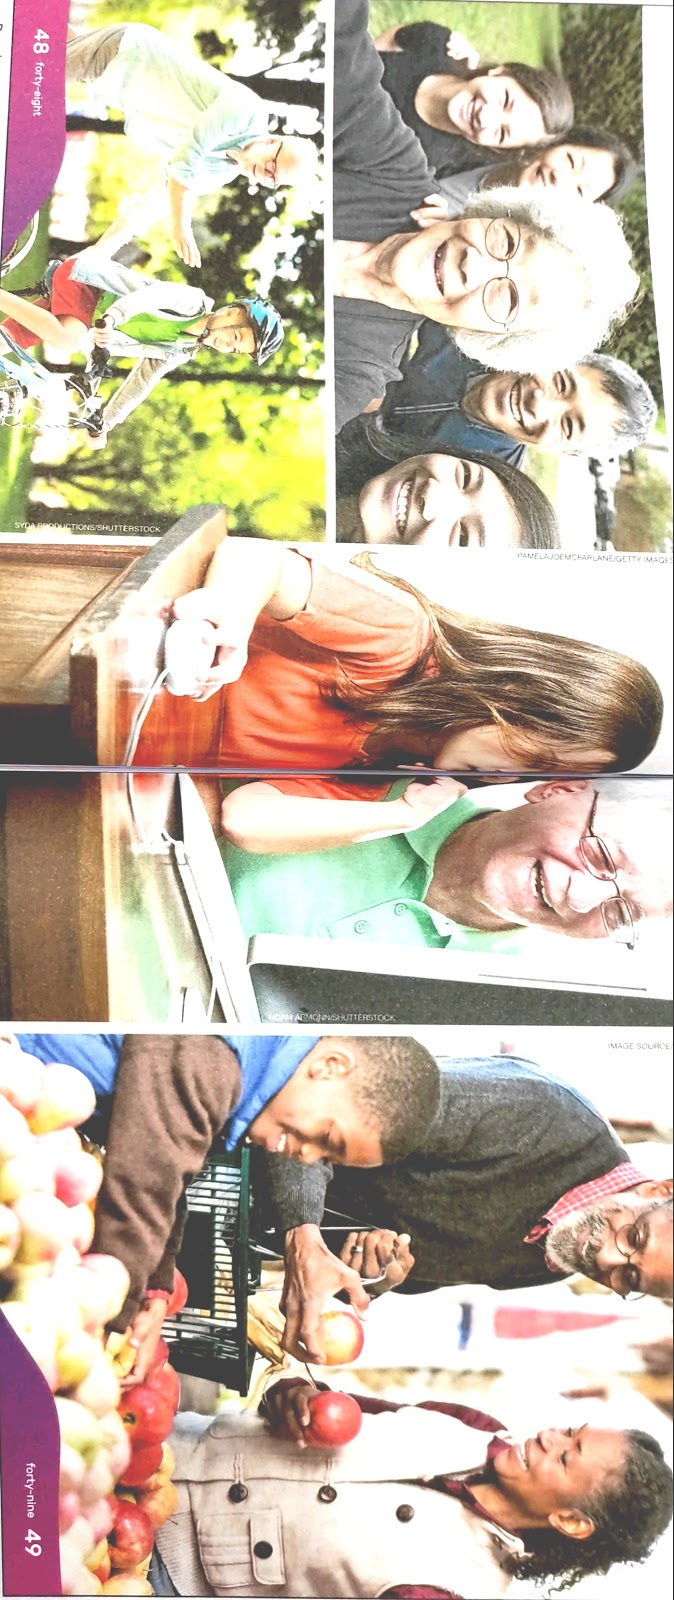 48 forty-eight
SYDA PRODUCTIONS/SHUTTERSTOCK
PAMELAJOEMCFARLANE/GETTY IMAGES
NOAM ARMONN/SHUTTERSTOCK
IMAGE SOURCE/
forty-nine 49